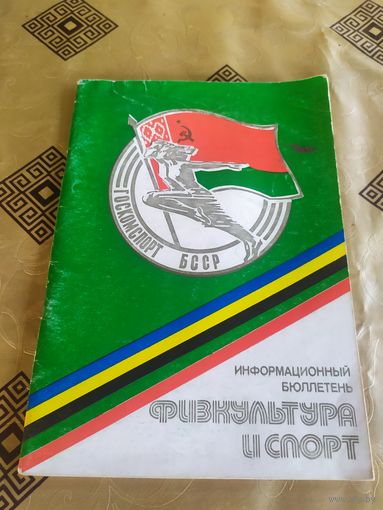 ГОСКОМСПОРТ
БССР
ИНФОРМАЦИОННЫЙ
БЮЛЛЕТЕНЬ
ФИЗКУЛЬТУРА
И СПОРТ